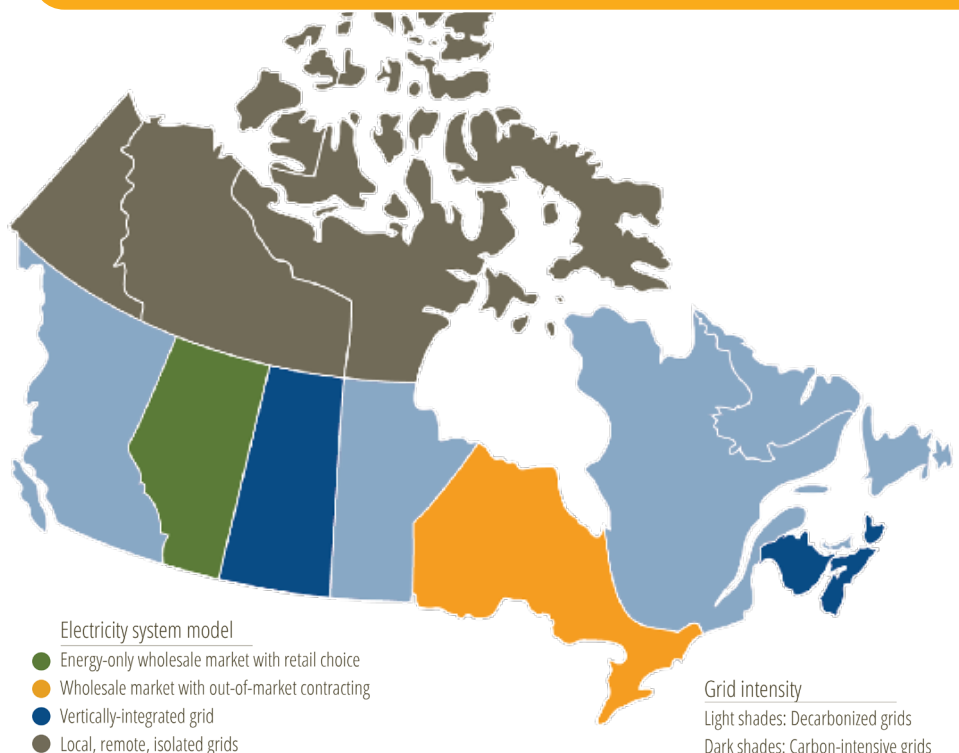 Electricity system model
Energy-only wholesale market with retail choice
Wholesale market with out-of-market contracting
Vertically-integrated grid
Local, remote, isolated grids
Grid intensity
Light shades: Decarbonized grids
Dark shades: Carbon-intensive grids